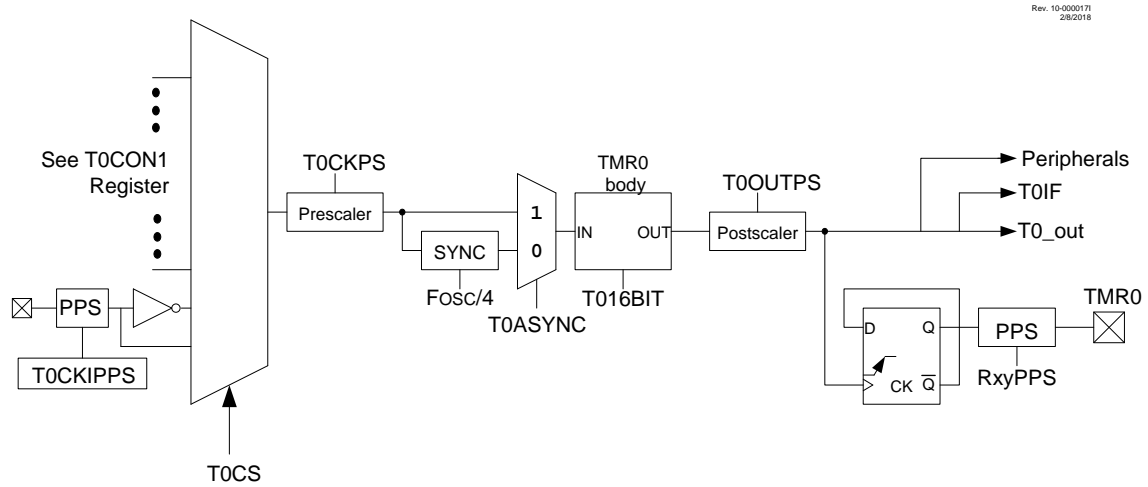 Rev. 10-000017I
2/8/2018
See T0CON1
Register
PPS
T0CKIPPS
T0CS
T0CKPS
Prescaler
SYNC
FOSC/4
1
0
T0ASYNC
TMR0
body
IN
OUT
T016BIT
T0OUTPS
Postscaler
Peripherals
T0IF
T0_out
D
Q
CK
Q̅
PPS
RxyPPS
TMR0